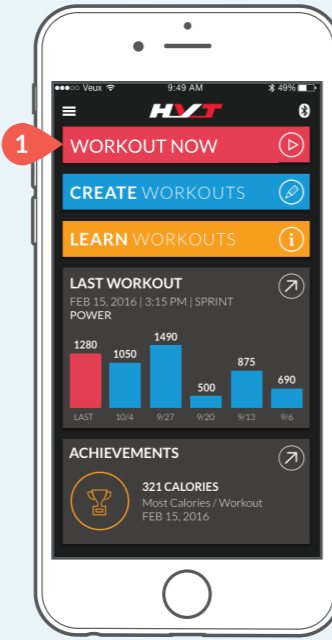 Veux 9:49 AM 49%
HVT
1
WORKOUT NOW
CREATE WORKOUTS
LEARN WORKOUTS
i
LAST WORKOUT
FEB 15, 2016 | 3:15 PM | SPRINT
POWER
1280 1050 1490 500 875 690
LAST 10/4 9/27 9/20 9/13 9/6
ACHIEVEMENTS
321 CALORIES
Most Calories / Workout
FEB 15, 2016